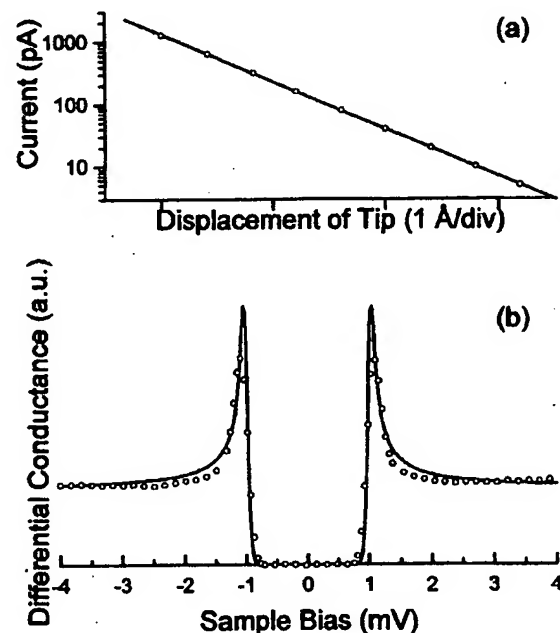 (a)
Current (pA)
1000
100
10
Displacement of Tip (1 Å/div)
(b)
Differential Conductance (a.u.)
-4 -3 -2 -1 0 1 2 3 4
Sample Bias (mV)